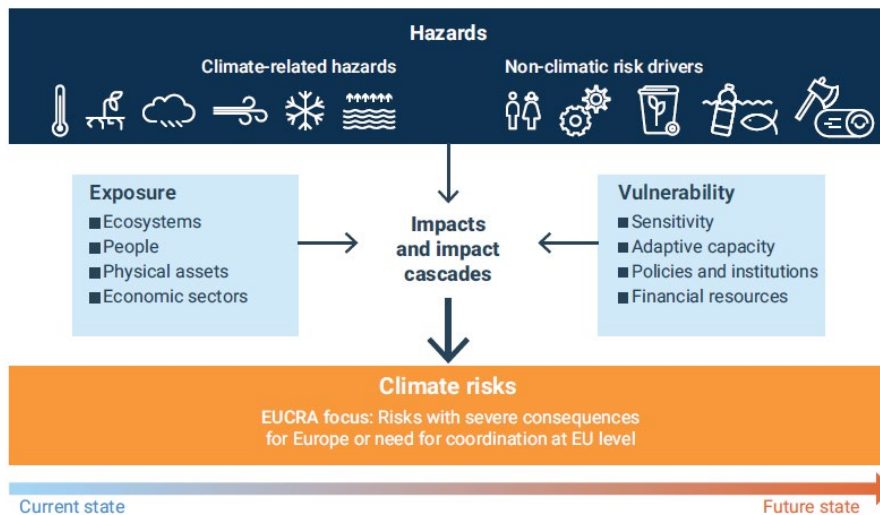 Hazards
Climate-related hazards
Non-climatic risk drivers
Exposure
■ Ecosystems
■ People
■ Physical assets
■ Economic sectors
Impacts
and impact
cascades
Vulnerability
■ Sensitivity
■ Adaptive capacity
■ Policies and institutions
■ Financial resources
Climate risks
EUCRA focus: Risks with severe consequences
for Europe or need for coordination at EU level
Current state
Future state